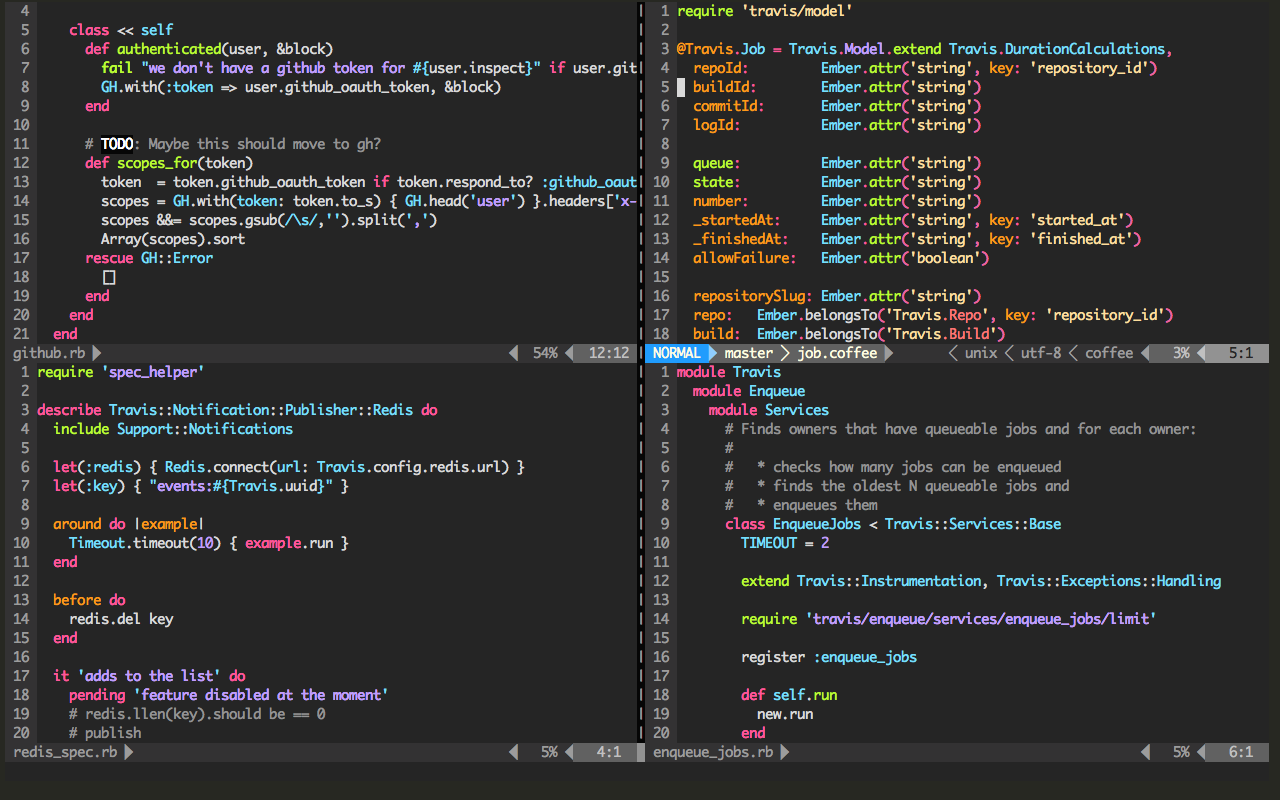 4
5     class << self
6       def authenticated(user, &block)
7         fail "we don't have a github token for #{user.inspect}" if user.git
8         GH.with(:token => user.github_oauth_token, &block)
9       end
10
11       # TODO: Maybe this should move to gh?
12       def scopes_for(token)
13         token  = token.github_oauth_token if token.respond_to? :github_oaut
14         scopes = GH.with(token: token.to_s) { GH.head('user') }.headers['x-
15         scopes &&= scopes.gsub(/\s/,'').split(',')
16         Array(scopes).sort
17       rescue GH::Error
18         []
19       end
20     end
21   end
github.rb 54% 12:12
1 require 'travis/model'
2
3 @Travis.Job = Travis.Model.extend Travis.DurationCalculations,
4   repoId:         Ember.attr('string', key: 'repository_id')
5   buildId:        Ember.attr('string')
6   commitId:       Ember.attr('string')
7   logId:          Ember.attr('string')
8
9   queue:          Ember.attr('string')
10   state:          Ember.attr('string')
11   number:         Ember.attr('string')
12   _startedAt:     Ember.attr('string', key: 'started_at')
13   _finishedAt:    Ember.attr('string', key: 'finished_at')
14   allowFailure:   Ember.attr('boolean')
15
16   repositorySlug: Ember.attr('string')
17   repo:   Ember.belongsTo('Travis.Repo', key: 'repository_id')
18   build:  Ember.belongsTo('Travis.Build')
NORMAL master job.coffee unix utf-8 coffee 3% 5:1
1 require 'spec_helper'
2
3 describe Travis::Notification::Publisher::Redis do
4   include Support::Notifications
5
6   let(:redis) { Redis.connect(url: Travis.config.redis.url) }
7   let(:key) { "events:#{Travis.uuid}" }
8
9   around do |example|
10     Timeout.timeout(10) { example.run }
11   end
12
13   before do
14     redis.del key
15   end
16
17   it 'adds to the list' do
18     pending 'feature disabled at the moment'
19     # redis.llen(key).should be == 0
20     # publish
redis_spec.rb 5% 4:1
1 module Travis
2   module Enqueue
3     module Services
4       # Finds owners that have queueable jobs and for each owner:
5       #
6       #   * checks how many jobs can be enqueued
7       #   * finds the oldest N queueable jobs and
8       #   * enqueues them
9       class EnqueueJobs < Travis::Services::Base
10         TIMEOUT = 2
11
12         extend Travis::Instrumentation, Travis::Exceptions::Handling
13
14         require 'travis/enqueue/services/enqueue_jobs/limit'
15
16         register :enqueue_jobs
17
18         def self.run
19           new.run
20         end
enqueue_jobs.rb 5% 6:1